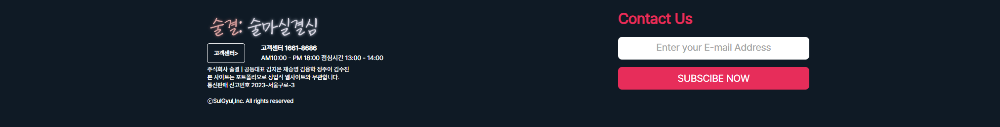 술결: 술마실결심
고객센터>
고객센터 1661-8686
AM10:00 - PM 18:00 점심시간 13:00 - 14:00
주식회사 술결 | 공동대표 김지은 채승병 김용학 정주이 김수진
본 사이트는 포트폴리오로 상업적 웹사이트와 무관합니다.
통신판매 신고번호 2023-서울구로-3
ⓒSulGyul,Inc. All rights reserved
Contact Us
Enter your E-mail Address
SUBSCIBE NOW